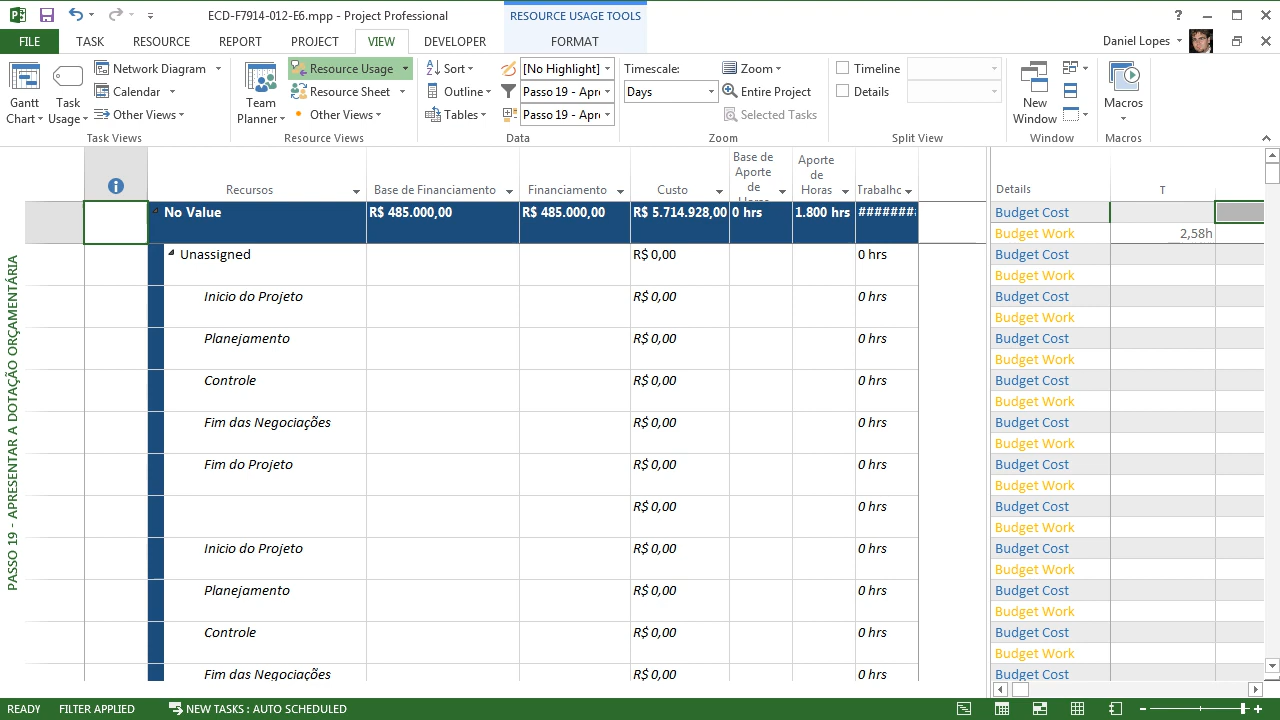 ECD-F7914-012-E6.mpp - Project Professional
RESOURCE USAGE TOOLS
?
FILE TASK RESOURCE REPORT PROJECT VIEW DEVELOPER FORMAT
Daniel Lopes
Gantt Chart
Task Usage
Network Diagram
Calendar
Other Views
Task Views
Team Planner
Resource Usage
Resource Sheet
Other Views
Resource Views
Sort
Outline
Tables
[No Highlight]
Passo 19 - Apre
Passo 19 - Apre
Data
Timescale:
Days
Zoom
Entire Project
Selected Tasks
Zoom
Timeline
Details
Split View
New Window
Window
Macros
Macros
Recursos Base de Financiamento Financiamento Custo Base de Aporte de Aporte de Horas Trabalhc
Details T
No Value R$ 485.000,00 R$ 485.000,00 R$ 5.714.928,00 0 hrs 1.800 hrs ########
Budget Cost
Budget Work 2,58h
Unassigned R$ 0,00 0 hrs
Budget Cost
Budget Work
Inicio do Projeto R$ 0,00 0 hrs
Budget Cost
Budget Work
Planejamento R$ 0,00 0 hrs
Budget Cost
Budget Work
Controle R$ 0,00 0 hrs
Budget Cost
Budget Work
Fim das Negociações R$ 0,00 0 hrs
Budget Cost
Budget Work
Fim do Projeto R$ 0,00 0 hrs
Budget Cost
Budget Work
R$ 0,00 0 hrs
Budget Cost
Budget Work
Inicio do Projeto R$ 0,00 0 hrs
Budget Cost
Budget Work
Planejamento R$ 0,00 0 hrs
Budget Cost
Budget Work
Controle R$ 0,00 0 hrs
Budget Cost
Budget Work
Fim das Negociações R$ 0,00 0 hrs
Budget Cost
PASSO 19 - APRESENTAR A DOTAÇÃO ORÇAMENTÁRIA
READY FILTER APPLIED NEW TASKS : AUTO SCHEDULED